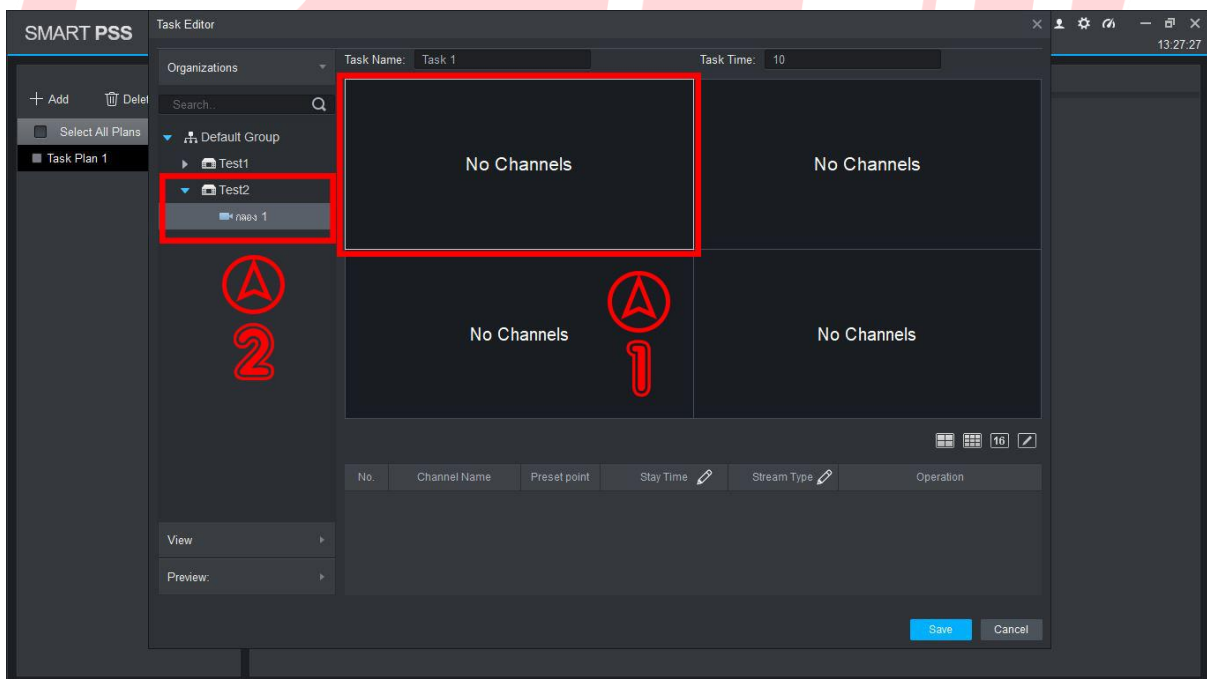 SMART PSS
Task Editor
13:27:27
Organizations
Task Name: Task 1
Task Time: 10
Add
Delet
Search..
Select All Plans
Task Plan 1
Default Group
Test1
Test2
กลอง 1
No Channels
No Channels
No Channels
No Channels
2
1
16
No. Channel Name Preset point Stay Time Stream Type Operation
View
Preview:
Save Cancel